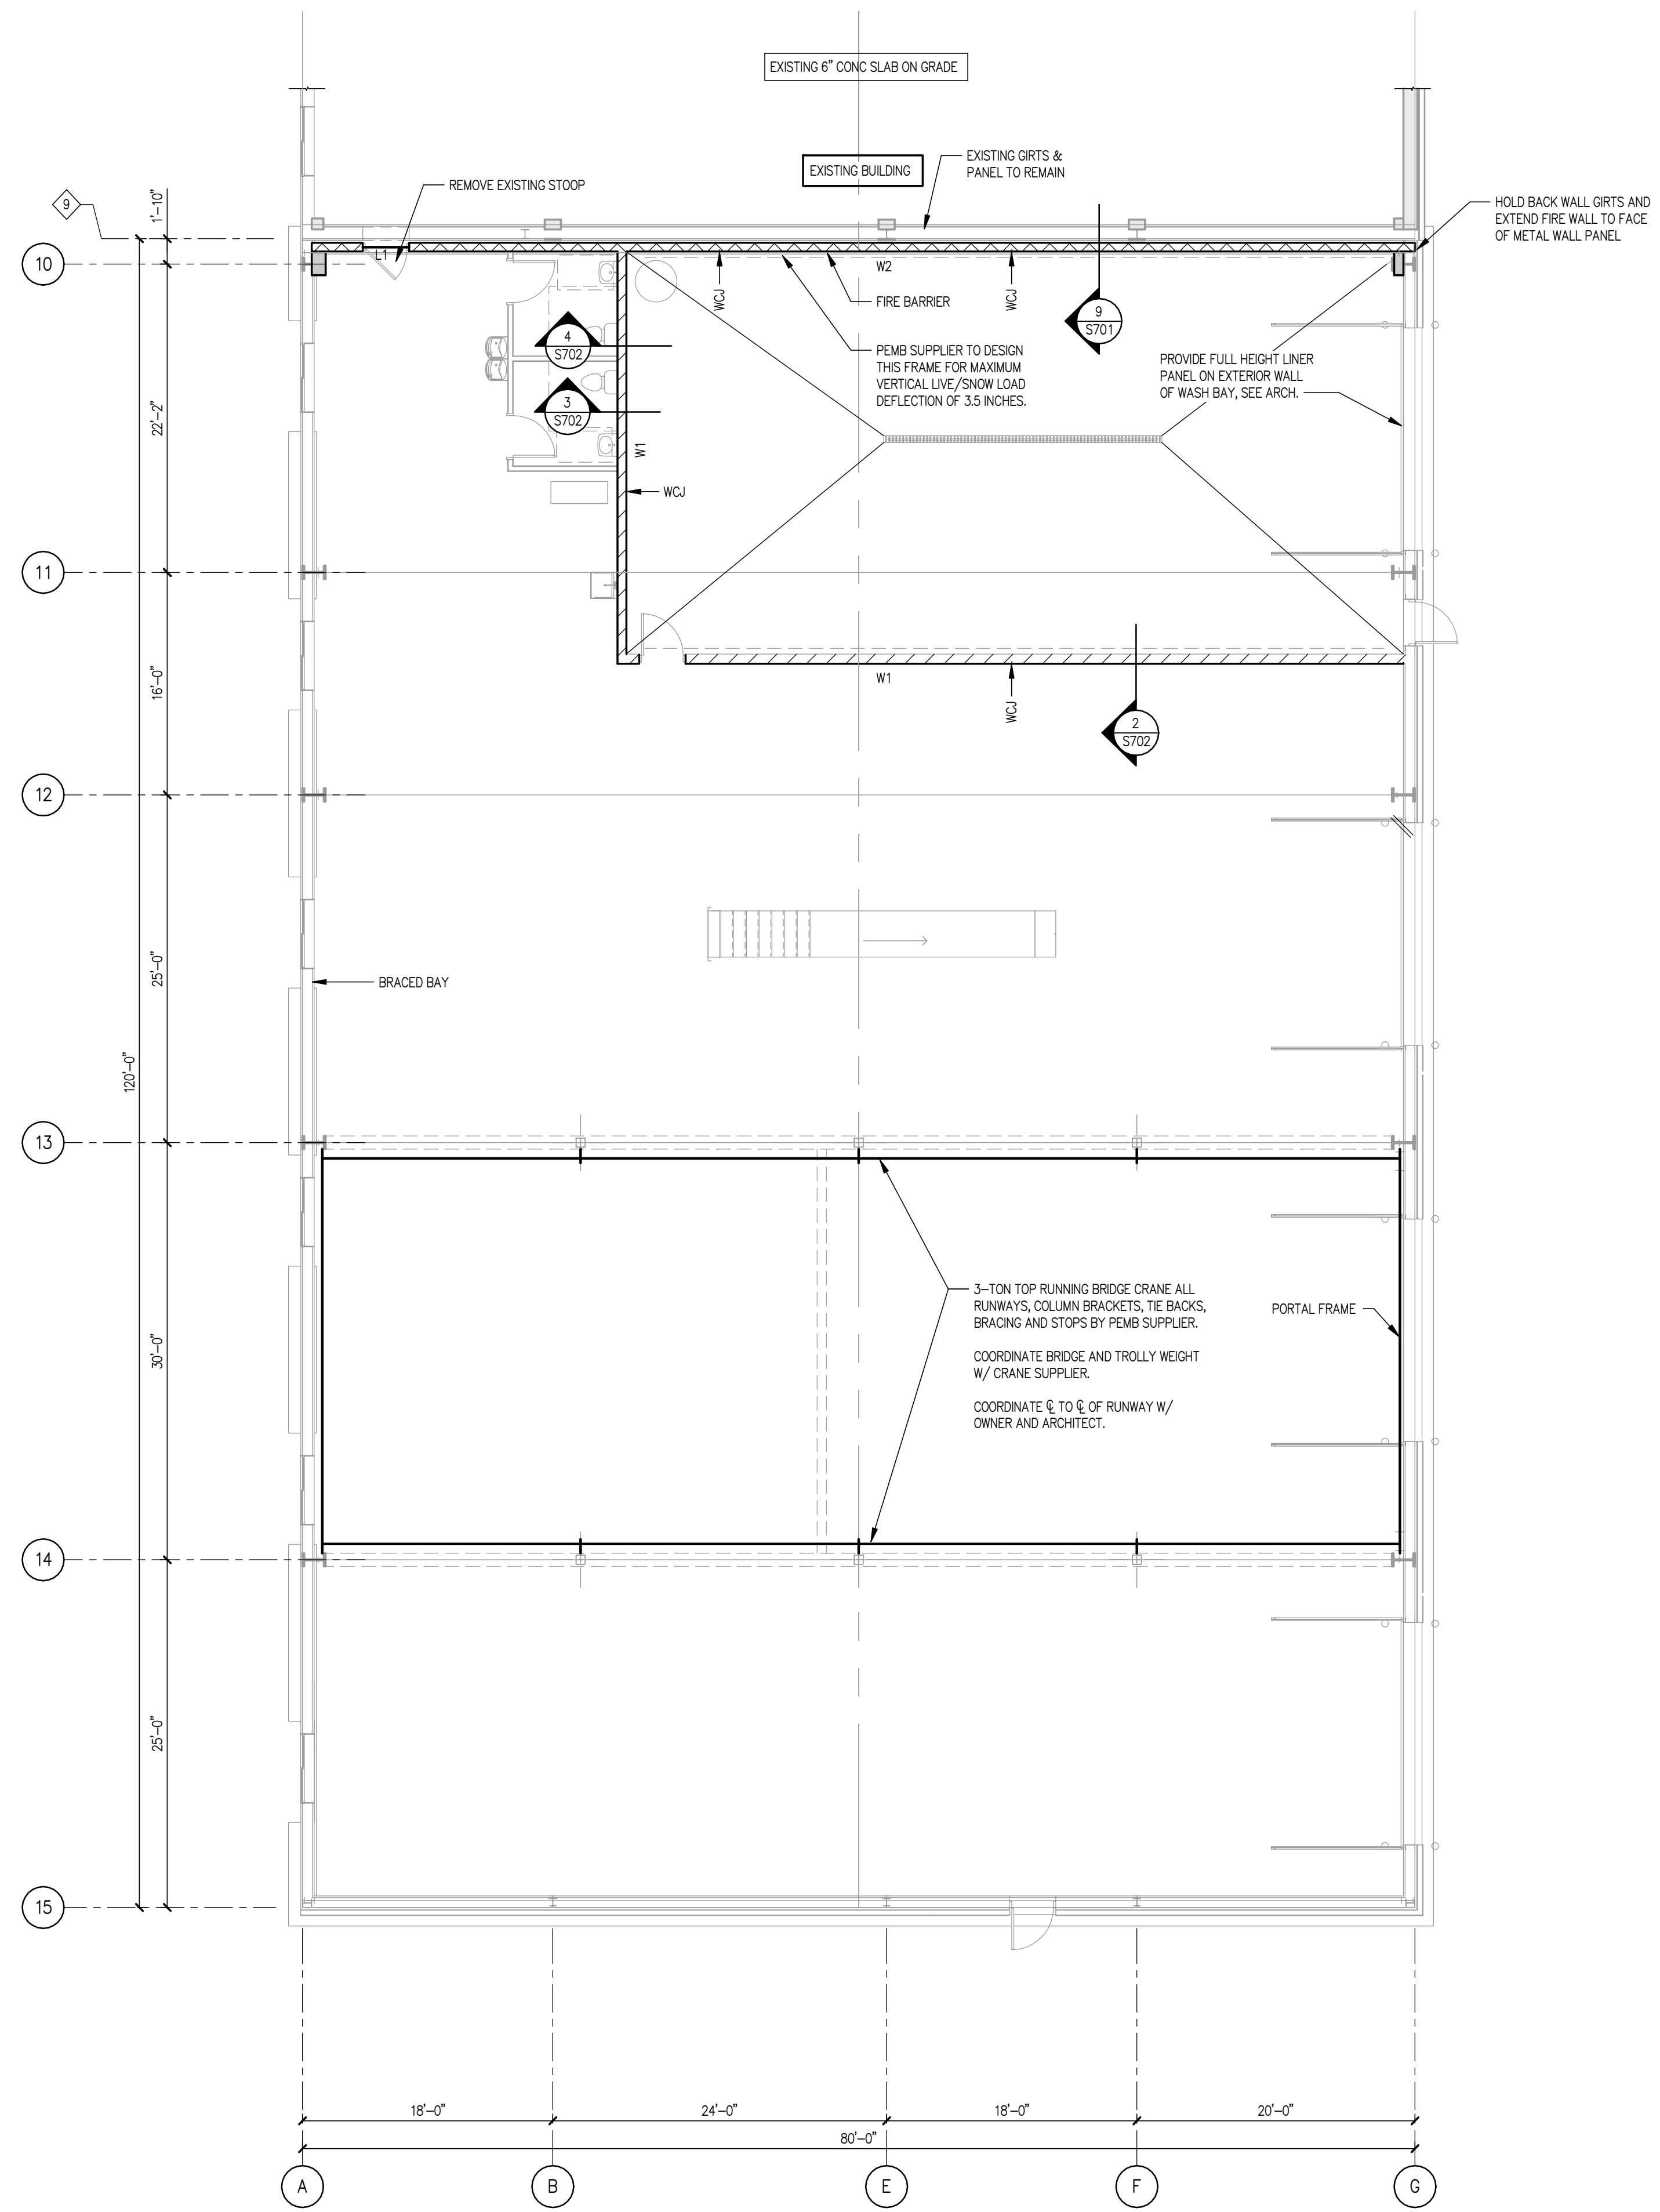 EXISTING 6" CONC SLAB ON GRADE
EXISTING BUILDING
EXISTING GIRTS &
PANEL TO REMAIN
REMOVE EXISTING STOOP
HOLD BACK WALL GIRTS AND
EXTEND FIRE WALL TO FACE
OF METAL WALL PANEL
9
1'-10"
10
L1
W2
WCJ
WCJ
FIRE BARRIER
9
S701
4
S702
3
S702
PEMB SUPPLIER TO DESIGN
THIS FRAME FOR MAXIMUM
VERTICAL LIVE/SNOW LOAD
DEFLECTION OF 3.5 INCHES.
PROVIDE FULL HEIGHT LINER
PANEL ON EXTERIOR WALL
OF WASH BAY, SEE ARCH.
22'-2"
W1
WCJ
11
16'-0"
W1
WCJ
2
S702
12
25'-0"
BRACED BAY
120'-0"
13
3-TON TOP RUNNING BRIDGE CRANE ALL
RUNWAYS, COLUMN BRACKETS, TIE BACKS,
BRACING AND STOPS BY PEMB SUPPLIER.
COORDINATE BRIDGE AND TROLLY WEIGHT
W/ CRANE SUPPLIER.
COORDINATE ℄ TO ℄ OF RUNWAY W/
OWNER AND ARCHITECT.
PORTAL FRAME
30'-0"
14
25'-0"
15
18'-0"
24'-0"
18'-0"
20'-0"
80'-0"
A
B
E
F
G